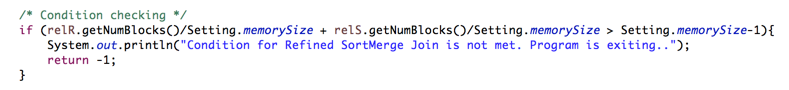 /* Condition checking */
if (relR.getNumBlocks()/Setting.memorySize + relS.getNumBlocks()/Setting.memorySize > Setting.memorySize-1){
System.out.println("Condition for Refined SortMerge Join is not met. Program is exiting..");
return -1;
}